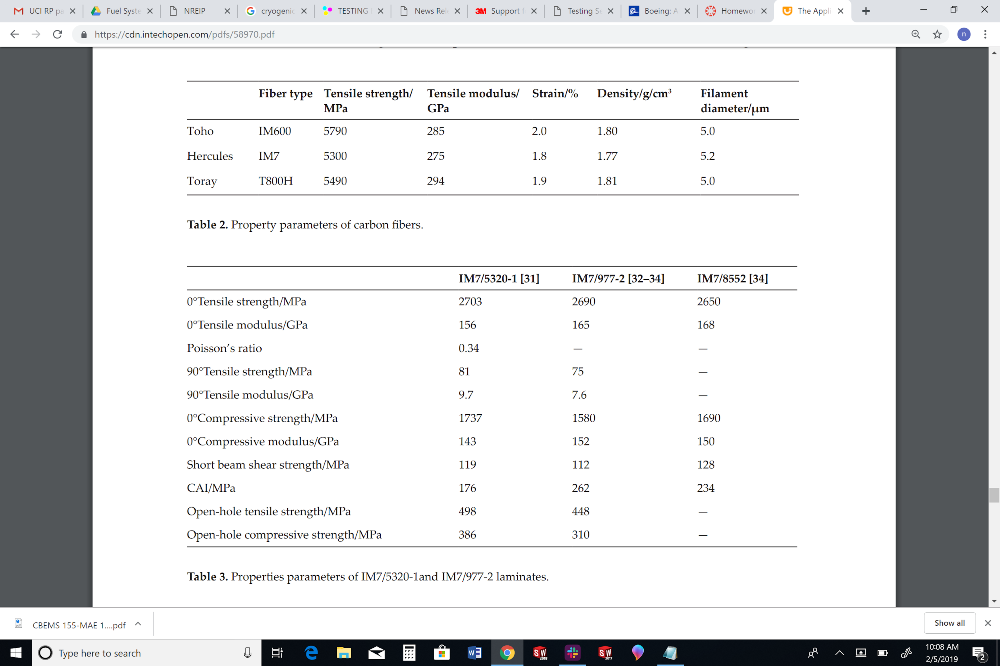 UCI RP pa
Fuel Syste
NREIP
cryogenic
TESTING
News Rel
3M Support f
Testing Se
Boeing: A
Homewor
The Appli
https://cdn.intechopen.com/pdfs/58970.pdf
n
Fiber type Tensile strength/ Tensile modulus/ Strain/% Density/g/cm³ Filament
MPa GPa diameter/µm
Toho IM600 5790 285 2.0 1.80 5.0
Hercules IM7 5300 275 1.8 1.77 5.2
Toray T800H 5490 294 1.9 1.81 5.0
Table 2. Property parameters of carbon fibers.
IM7/5320-1 [31] IM7/977-2 [32–34] IM7/8552 [34]
0°Tensile strength/MPa 2703 2690 2650
0°Tensile modulus/GPa 156 165 168
Poisson’s ratio 0.34 — —
90°Tensile strength/MPa 81 75 —
90°Tensile modulus/GPa 9.7 7.6 —
0°Compressive strength/MPa 1737 1580 1690
0°Compressive modulus/GPa 143 152 150
Short beam shear strength/MPa 119 112 128
CAI/MPa 176 262 234
Open-hole tensile strength/MPa 498 448 —
Open-hole compressive strength/MPa 386 310 —
Table 3. Properties parameters of IM7/5320-1and IM7/977-2 laminates.
CBEMS 155-MAE 1....pdf
Show all
Type here to search
SW 2018
SW 2017
10:08 AM
2/5/2019
2